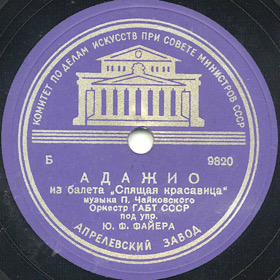 КОМИТЕТ ПО ДЕЛАМ ИСКУССТВ ПРИ СОВЕТЕ МИНИСТРОВ СССР
Б 9820
АДАЖИО
из балета „Спящая красавица"
музыка П. Чайковского
Оркестр ГАБТ СССР
под упр.
Ю. Ф. ФАЙЕРА
АПРЕЛЕВСКИЙ ЗАВОД